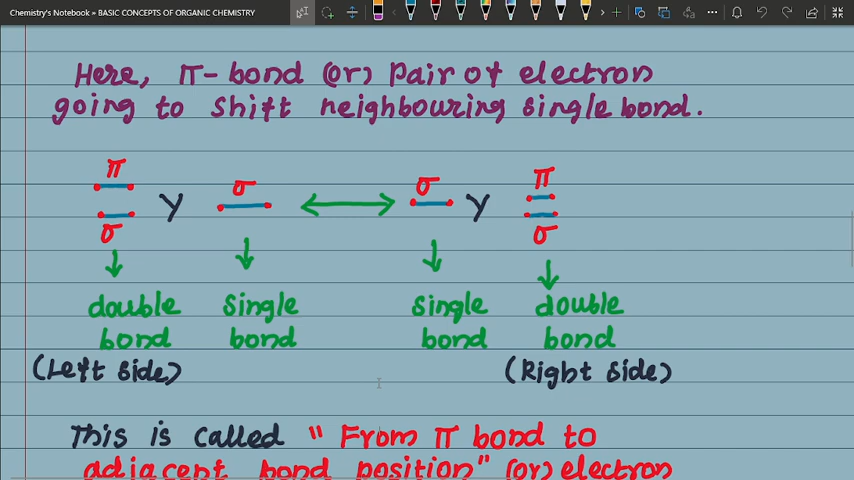 Chemistry's Notebook » BASIC CONCEPTS OF ORGANIC CHEMISTRY
Here, π-bond (or) Pair of electron
going to shift neighbouring single bond.
π σ σ π
Y Y
σ σ
double single single double
bond bond bond bond
(Left side) (Right side)
This is called " From π bond to
adjacent bond position" (or) electron